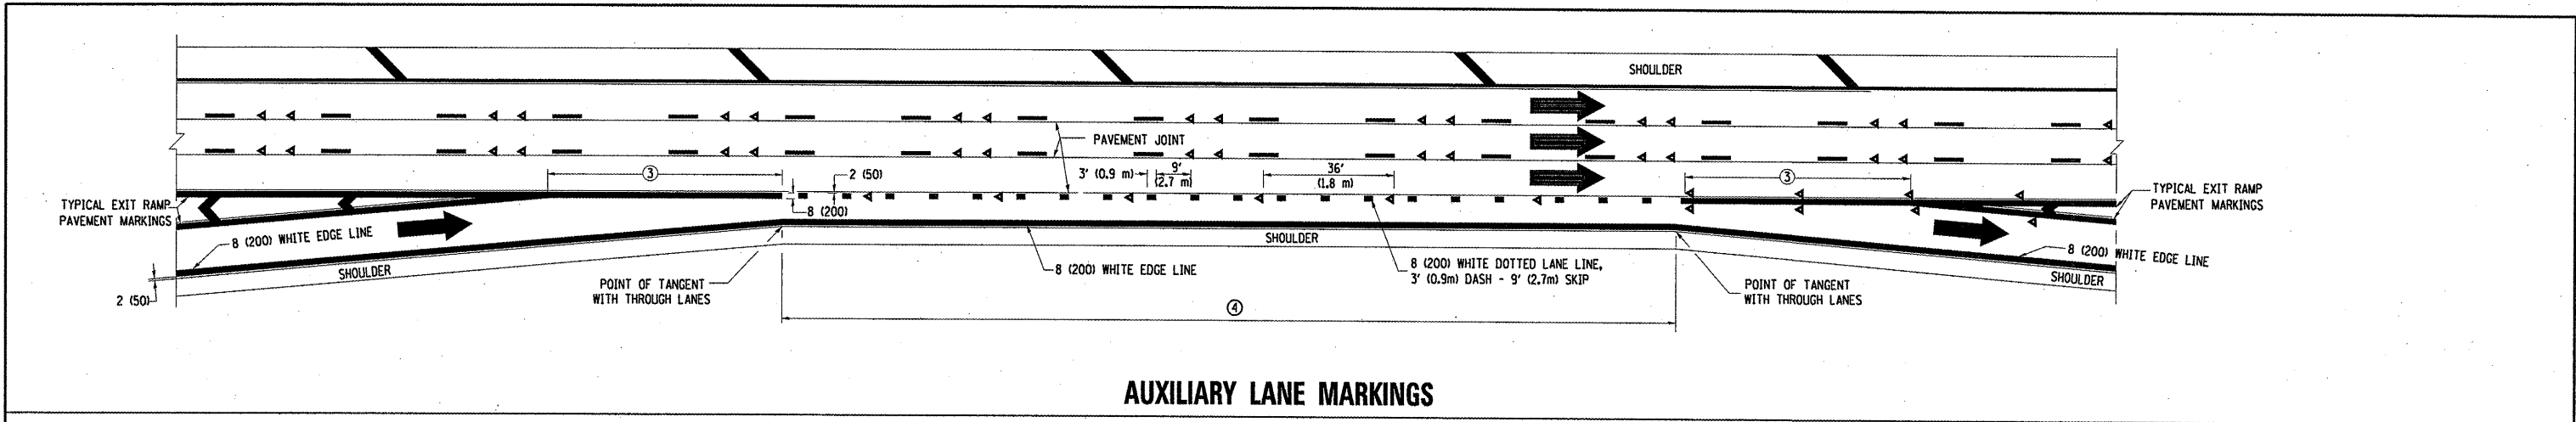 SHOULDER
PAVEMENT JOINT
③
2 (50)
3' (0.9 m)
9'
(2.7 m)
36'
(1.8 m)
③
TYPICAL EXIT RAMP
PAVEMENT MARKINGS
8 (200)
TYPICAL EXIT RAMP
PAVEMENT MARKINGS
8 (200) WHITE EDGE LINE
SHOULDER
2 (50)
POINT OF TANGENT
WITH THROUGH LANES
8 (200) WHITE EDGE LINE
SHOULDER
8 (200) WHITE DOTTED LANE LINE,
3' (0.9m) DASH - 9' (2.7m) SKIP
POINT OF TANGENT
WITH THROUGH LANES
8 (200) WHITE EDGE LINE
SHOULDER
④
AUXILIARY LANE MARKINGS